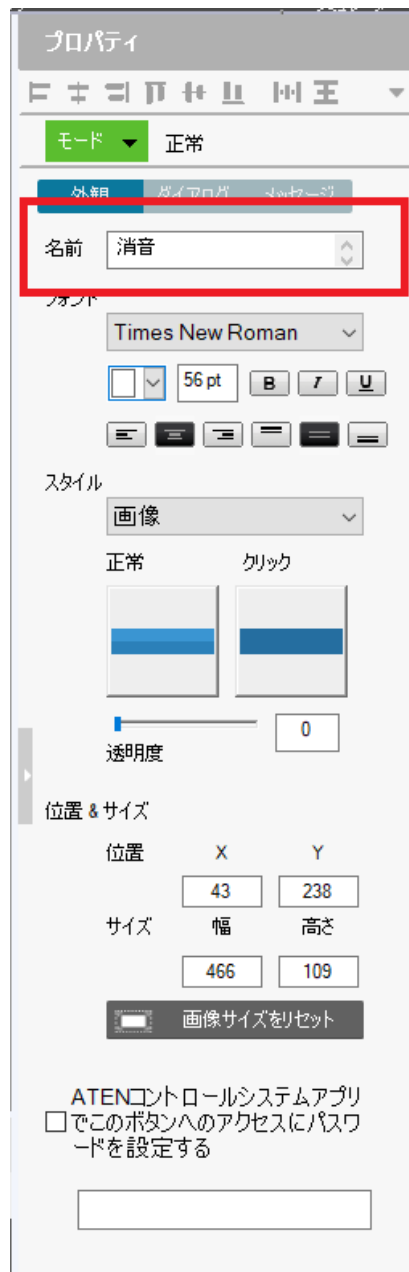 プロパティ
モード 正常
外観 ダイアログ メッセージ
名前 消音
フォント
Times New Roman
56 pt B I U
スタイル
画像
正常 クリック
0
透明度
位置 & サイズ
位置 X Y
43 238
サイズ 幅 高さ
466 109
画像サイズをリセット
ATENコントロールシステムアプリ
でこのボタンへのアクセスにパスワ
ードを設定する